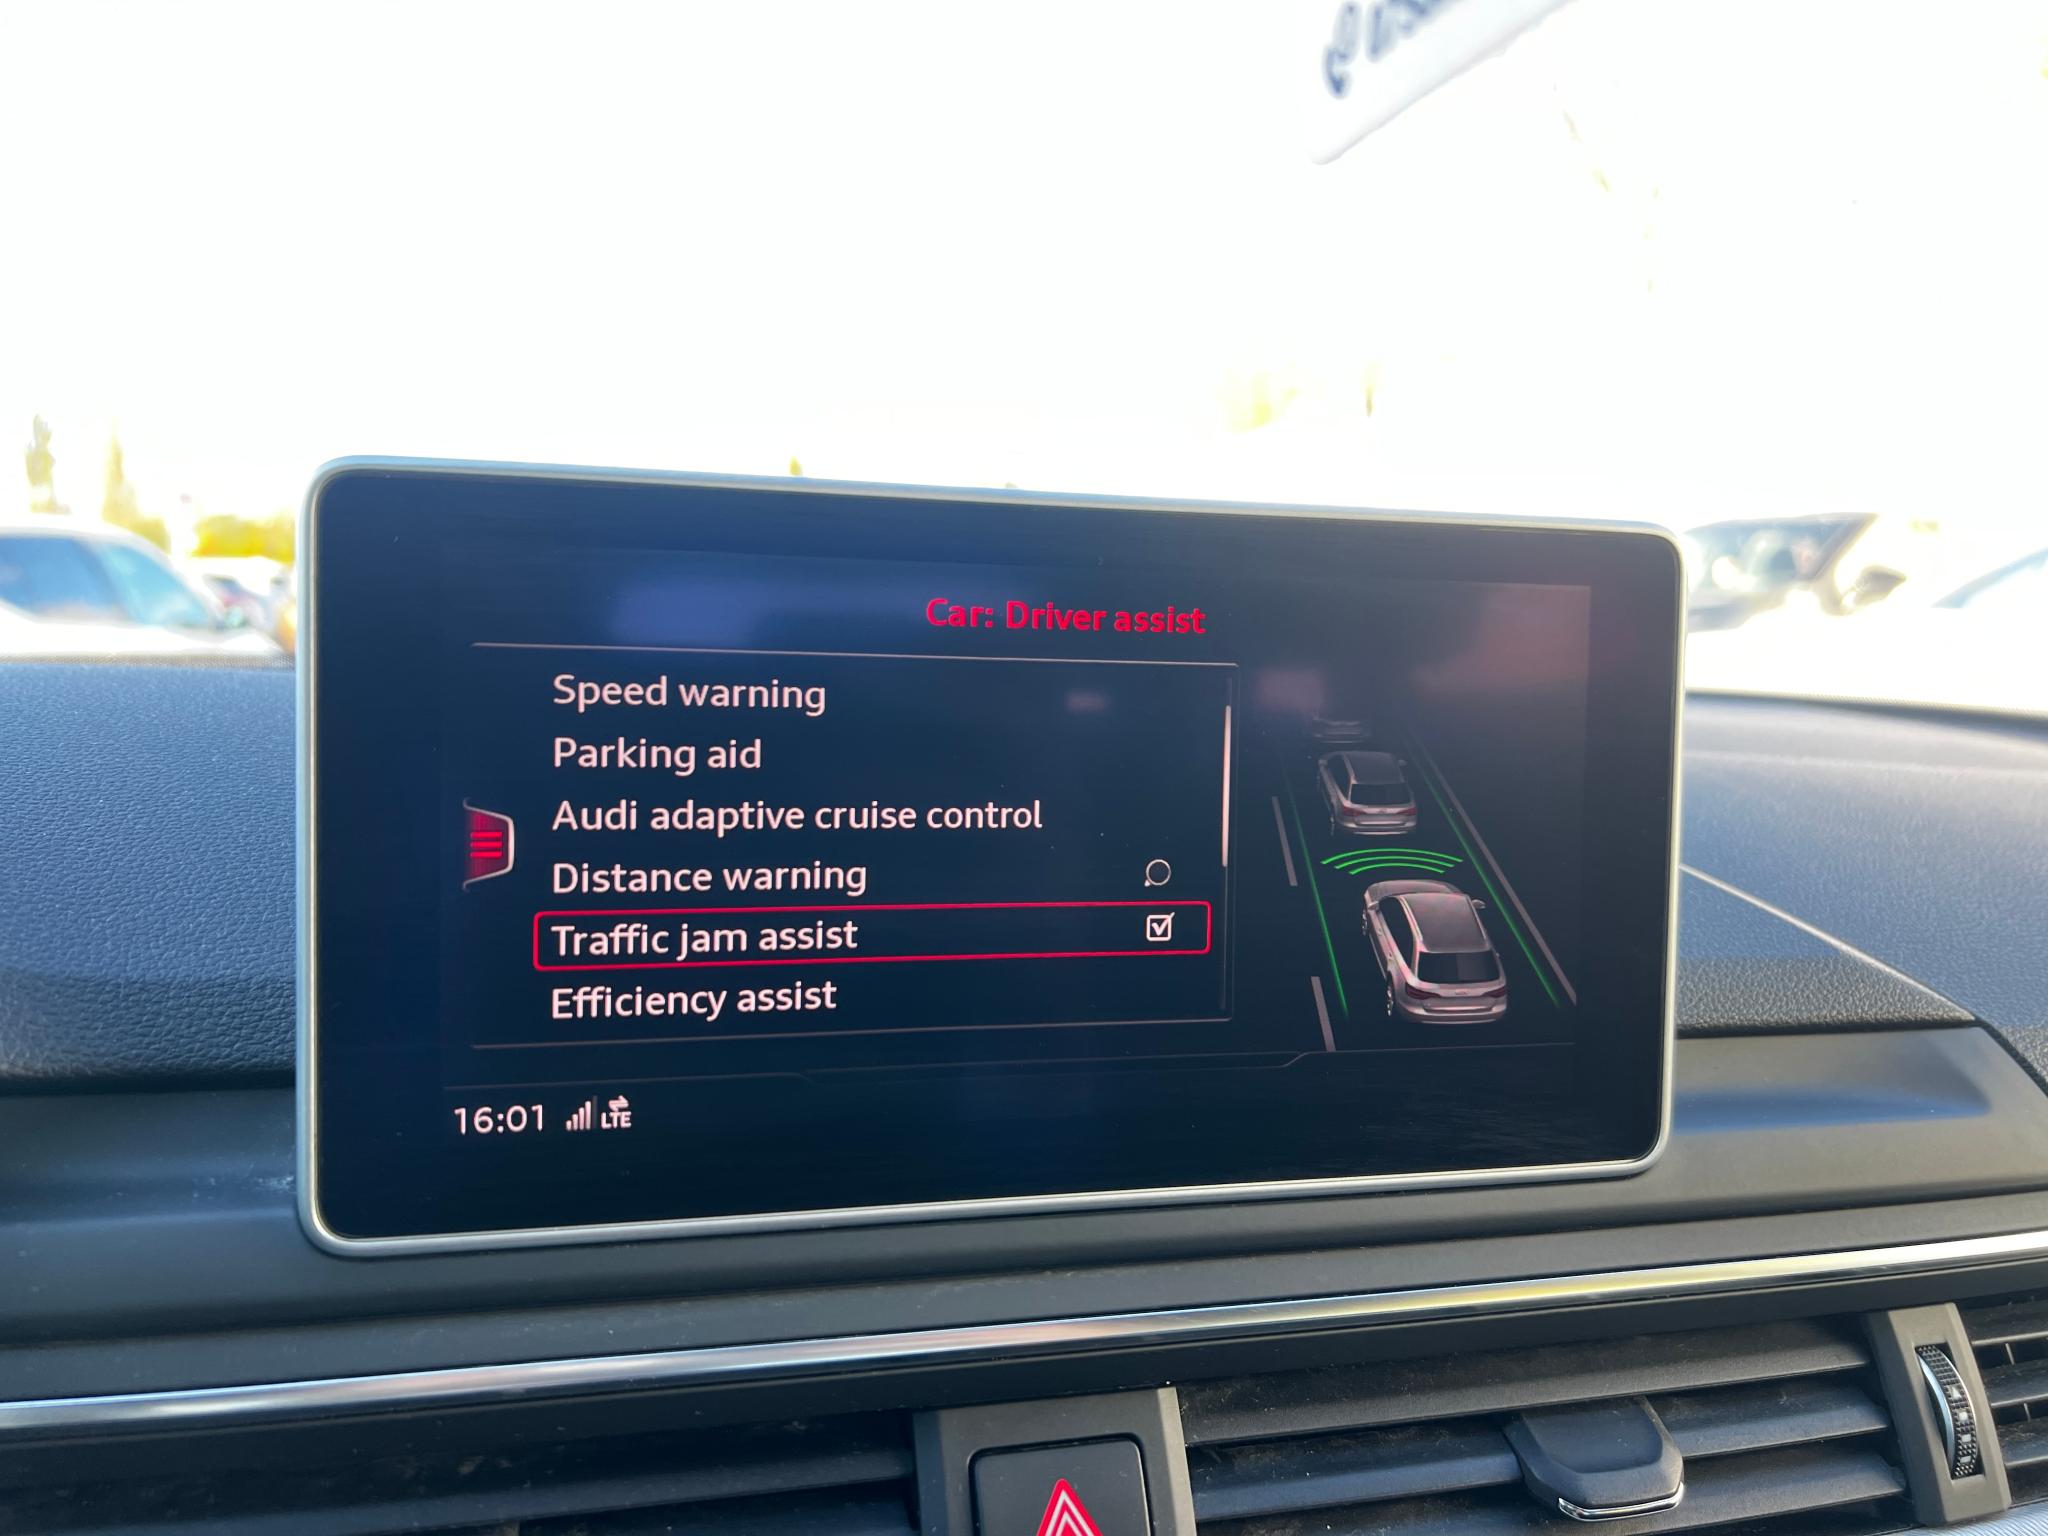 Car: Driver assist
Speed warning
Parking aid
Audi adaptive cruise control
Distance warning
Traffic jam assist
Efficiency assist
16:01 LTE